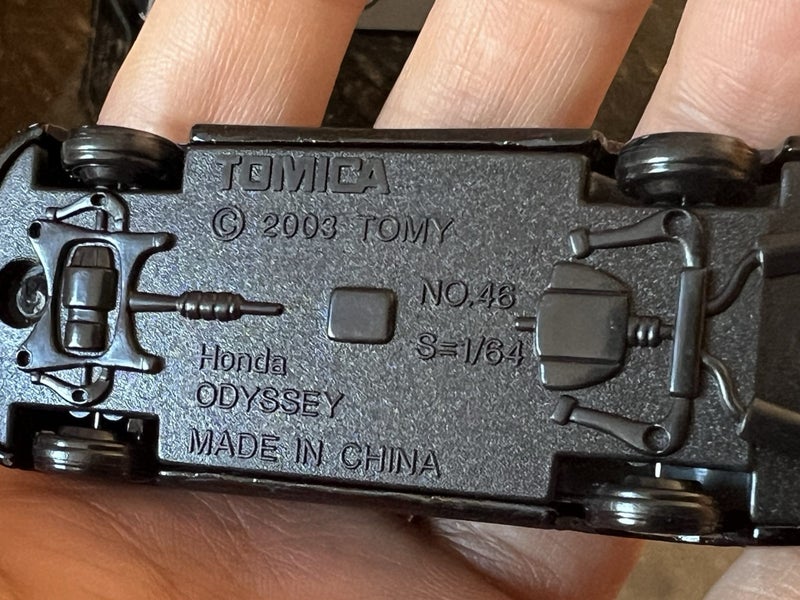 TOMICA
© 2003 TOMY
NO.46
S=1/64
Honda
ODYSSEY
MADE IN CHINA